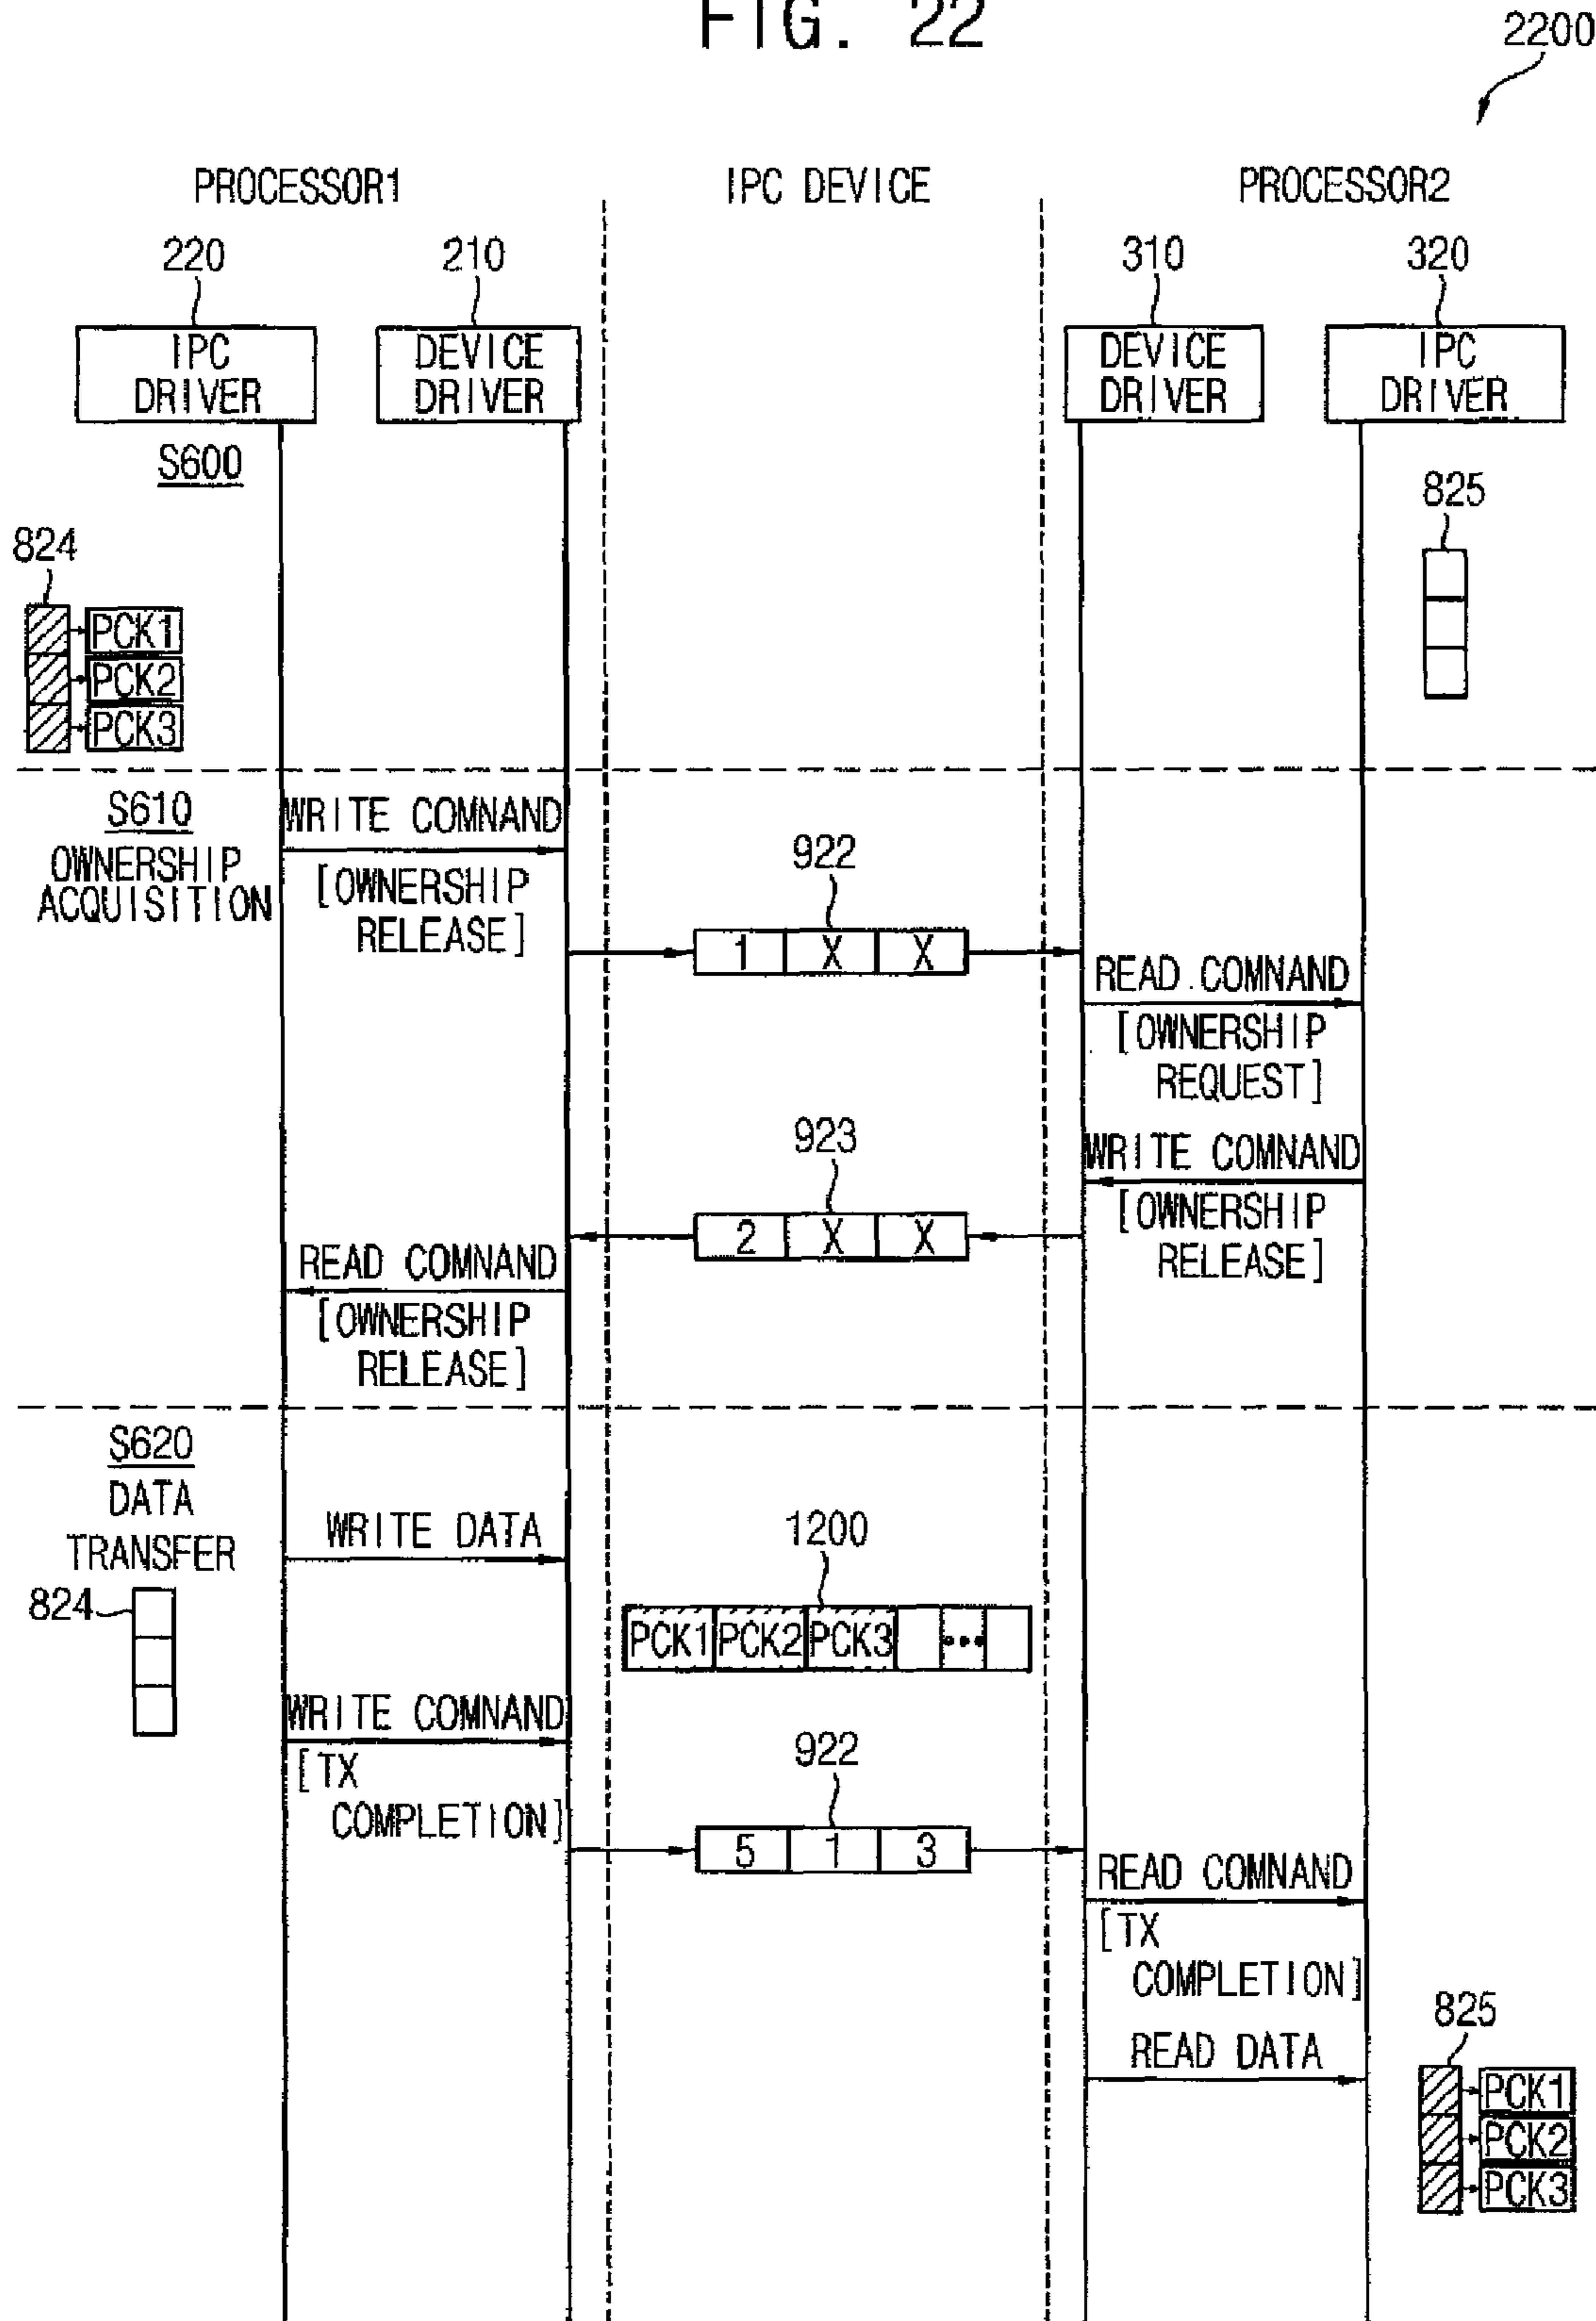 FIG. 22
2200
PROCESSOR1
IPC DEVICE
PROCESSOR2
220
210
310
320
IPC
DRIVER
DEVICE
DRIVER
DEVICE
DRIVER
IPC
DRIVER
S600
825
824
PCK1
PCK2
PCK3
S610
OWNERSHIP
ACQUISITION
WRITE COMNAND
[OWNERSHIP
RELEASE]
922
1 X X
READ COMNAND
[OWNERSHIP
REQUEST]
WRITE COMNAND
[OWNERSHIP
RELEASE]
923
2 X X
READ COMNAND
[OWNERSHIP
RELEASE]
S620
DATA
TRANSFER
824
WRITE DATA
1200
PCK1 PCK2 PCK3 •••
WRITE COMNAND
[TX
COMPLETION]
922
5 1 3
READ COMNAND
[TX
COMPLETION]
READ DATA
825
PCK1
PCK2
PCK3